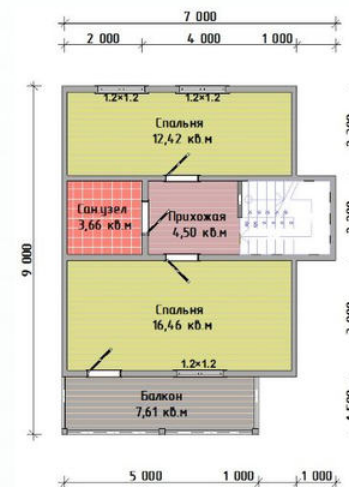 7 000
2 000 4 000 1 000
1.2×1.2 1.2×1.2
Спальня
12,42 кв.м
Сан.узел
3,66 кв.м
Прихожая
4,50 кв.м
9 000
Спальня
16,46 кв.м
1.2×1.2
Балкон
7,61 кв.м
5 000 1 000 1 000